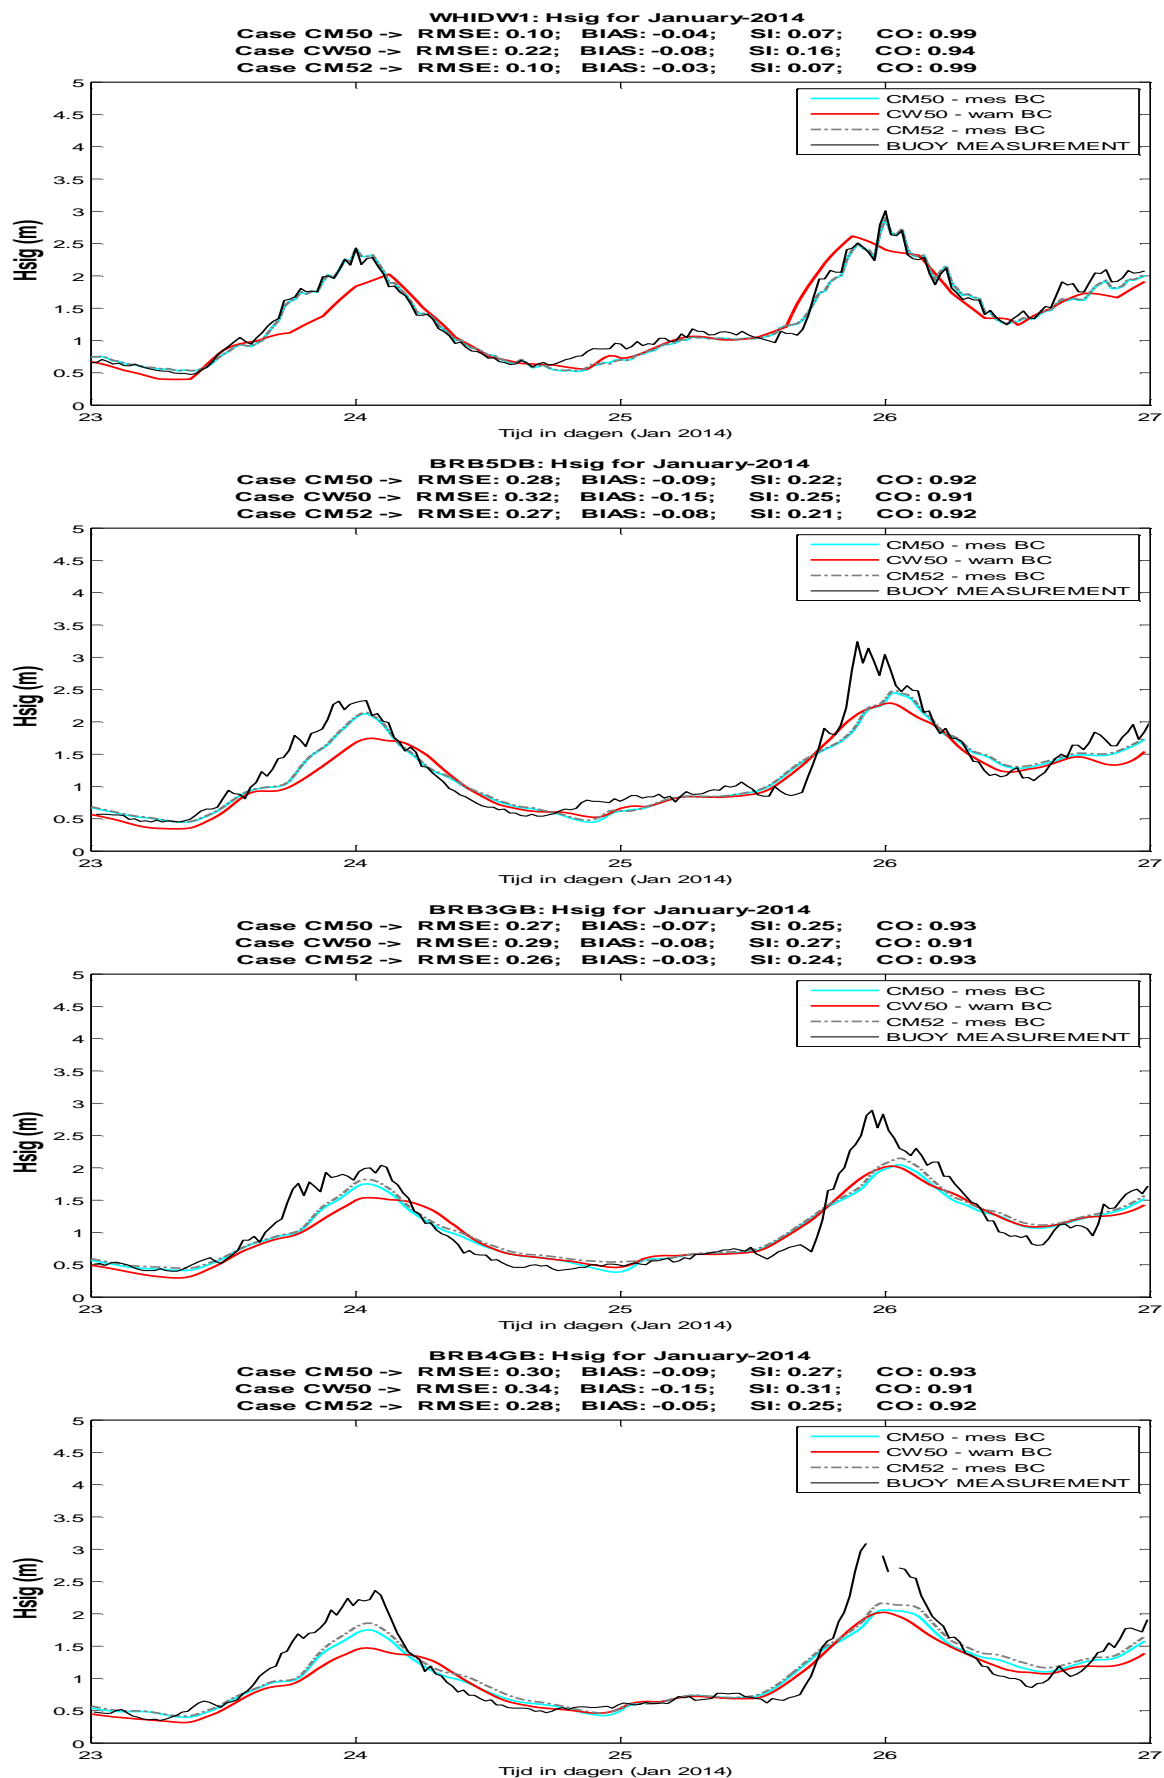 WHIDW1: Hsig for January-2014
Case CM50 -> RMSE: 0.10; BIAS: -0.04; SI: 0.07; CO: 0.99
Case CW50 -> RMSE: 0.22; BIAS: -0.08; SI: 0.16; CO: 0.94
Case CM52 -> RMSE: 0.10; BIAS: -0.03; SI: 0.07; CO: 0.99
CM50 - mes BC
CW50 - wam BC
CM52 - mes BC
BUOY MEASUREMENT
Hsig (m)
5
4.5
4
3.5
3
2.5
2
1.5
1
0.5
0
23 24 25 26 27
Tijd in dagen (Jan 2014)
BRB5DB: Hsig for January-2014
Case CM50 -> RMSE: 0.28; BIAS: -0.09; SI: 0.22; CO: 0.92
Case CW50 -> RMSE: 0.32; BIAS: -0.15; SI: 0.25; CO: 0.91
Case CM52 -> RMSE: 0.27; BIAS: -0.08; SI: 0.21; CO: 0.92
CM50 - mes BC
CW50 - wam BC
CM52 - mes BC
BUOY MEASUREMENT
Hsig (m)
5
4.5
4
3.5
3
2.5
2
1.5
1
0.5
0
23 24 25 26 27
Tijd in dagen (Jan 2014)
BRB3GB: Hsig for January-2014
Case CM50 -> RMSE: 0.27; BIAS: -0.07; SI: 0.25; CO: 0.93
Case CW50 -> RMSE: 0.29; BIAS: -0.08; SI: 0.27; CO: 0.91
Case CM52 -> RMSE: 0.26; BIAS: -0.03; SI: 0.24; CO: 0.93
CM50 - mes BC
CW50 - wam BC
CM52 - mes BC
BUOY MEASUREMENT
Hsig (m)
5
4.5
4
3.5
3
2.5
2
1.5
1
0.5
0
23 24 25 26 27
Tijd in dagen (Jan 2014)
BRB4GB: Hsig for January-2014
Case CM50 -> RMSE: 0.30; BIAS: -0.09; SI: 0.27; CO: 0.93
Case CW50 -> RMSE: 0.34; BIAS: -0.15; SI: 0.31; CO: 0.91
Case CM52 -> RMSE: 0.28; BIAS: -0.05; SI: 0.25; CO: 0.92
CM50 - mes BC
CW50 - wam BC
CM52 - mes BC
BUOY MEASUREMENT
Hsig (m)
5
4.5
4
3.5
3
2.5
2
1.5
1
0.5
0
23 24 25 26 27
Tijd in dagen (Jan 2014)